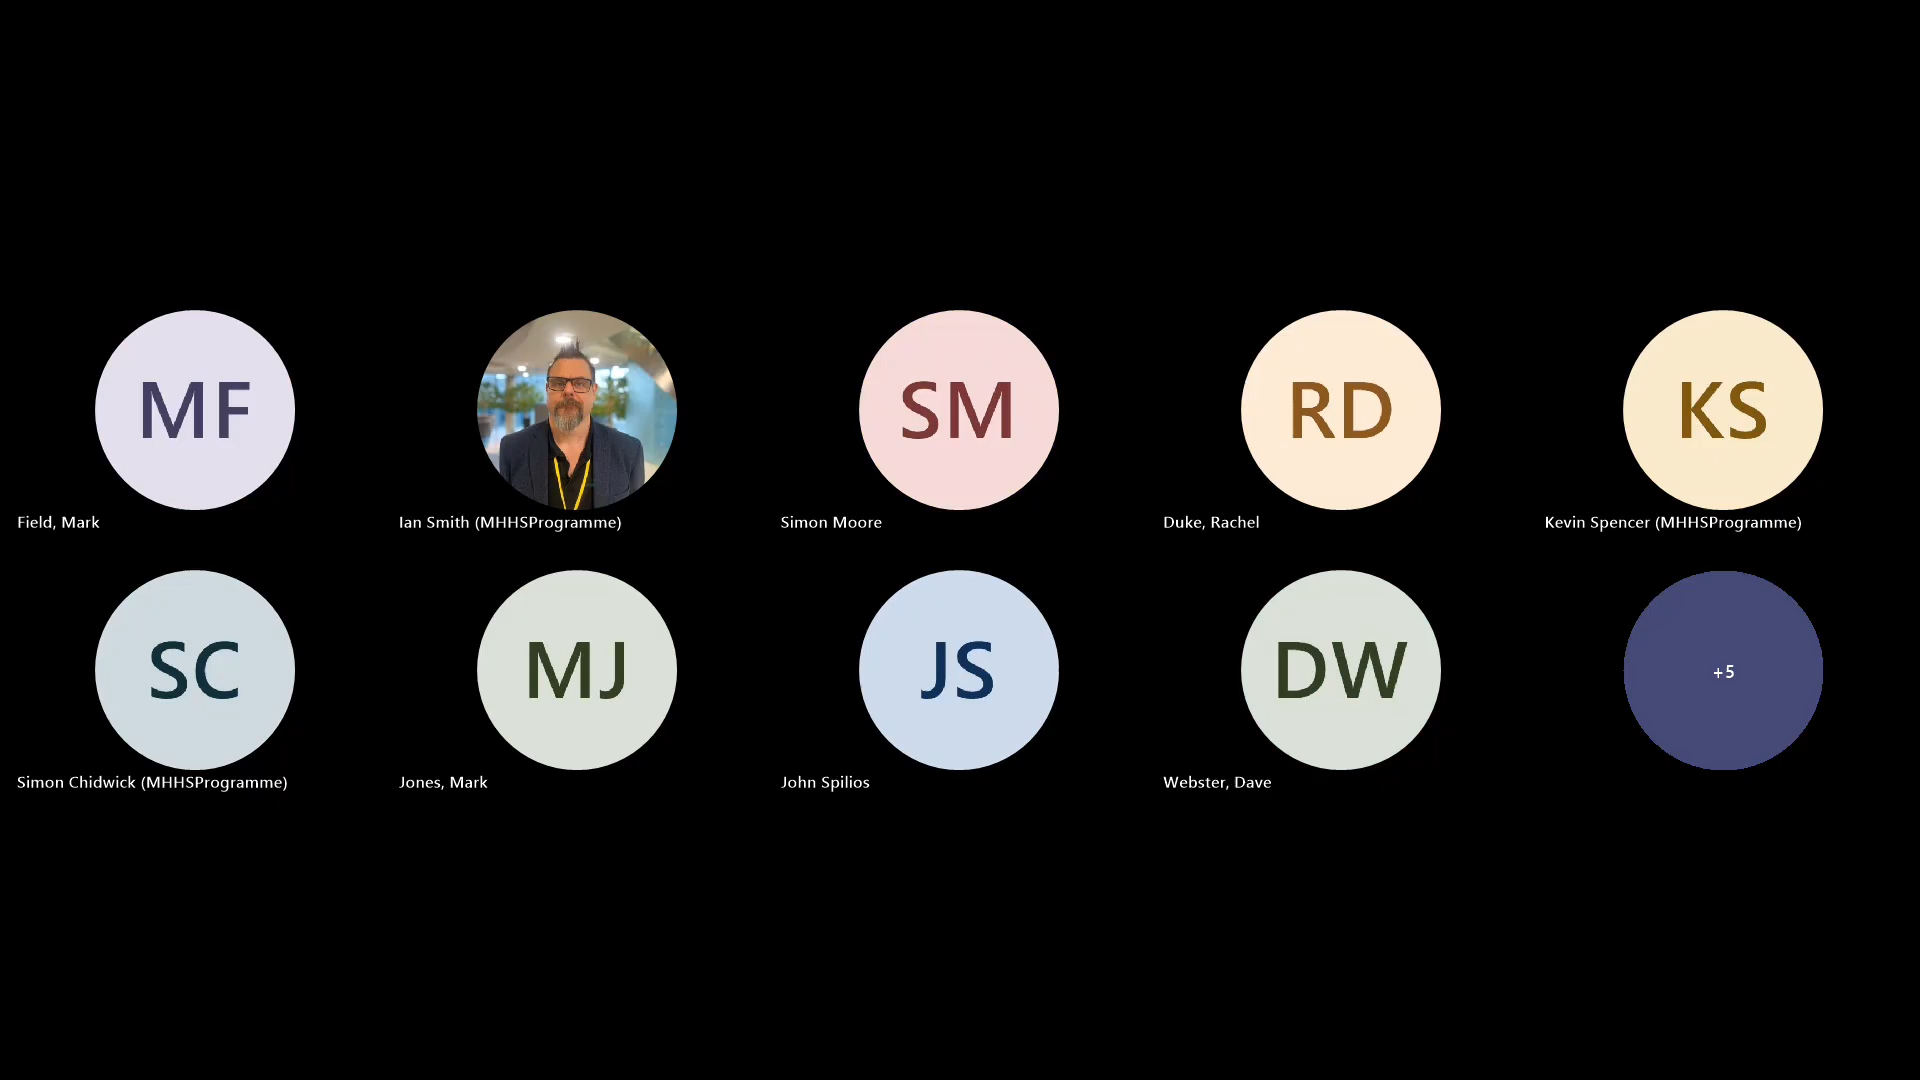 MF
SM
RD
KS
Field, Mark
Ian Smith (MHHSProgramme)
Simon Moore
Duke, Rachel
Kevin Spencer (MHHSProgramme)
SC
MJ
JS
DW
+5
Simon Chidwick (MHHSProgramme)
Jones, Mark
John Spilios
Webster, Dave